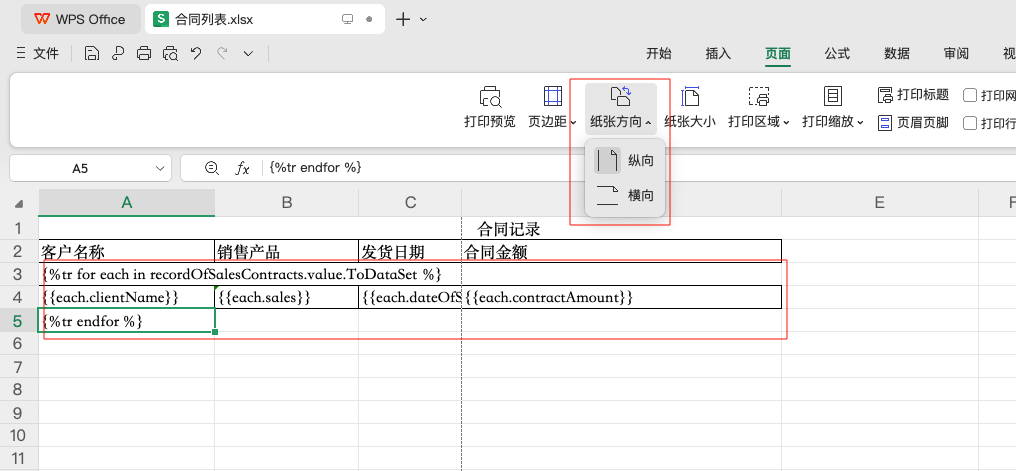 WPS Office 合同列表.xlsx
文件 开始 插入 页面 公式 数据 审阅 视
打印预览 页边距 纸张方向 纸张大小 打印区域 打印缩放 打印标题 页眉页脚 打印网 打印行
纵向
横向
A5 fx {%tr endfor %}
A B C E F
1 合同记录
2 客户名称 销售产品 发货日期 合同金额
3 {%tr for each in recordOfSalesContracts.value.ToDataSet %}
4 {{each.clientName}} {{each.sales}} {{each.dateOfS {{each.contractAmount}}
5 {%tr endfor %}
6
7
8
9
10
11